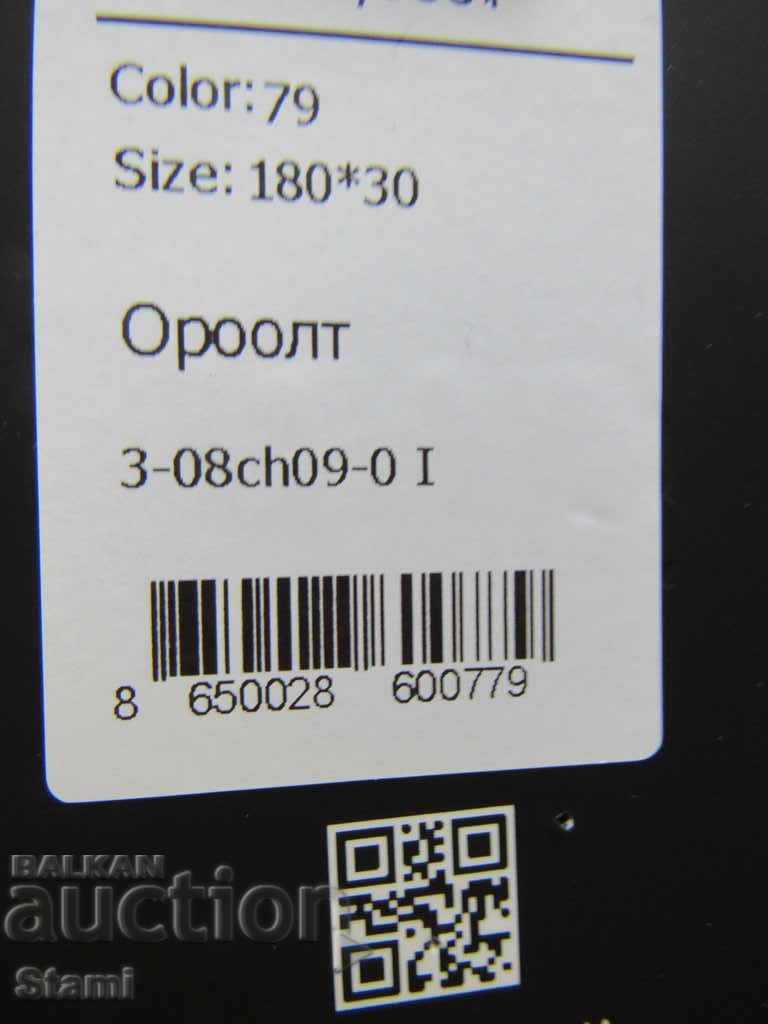 Color: 79
Size: 180*30
Ороолт
3-08ch09-0 I
8 650028 600779
BALKAN
auction
Stami